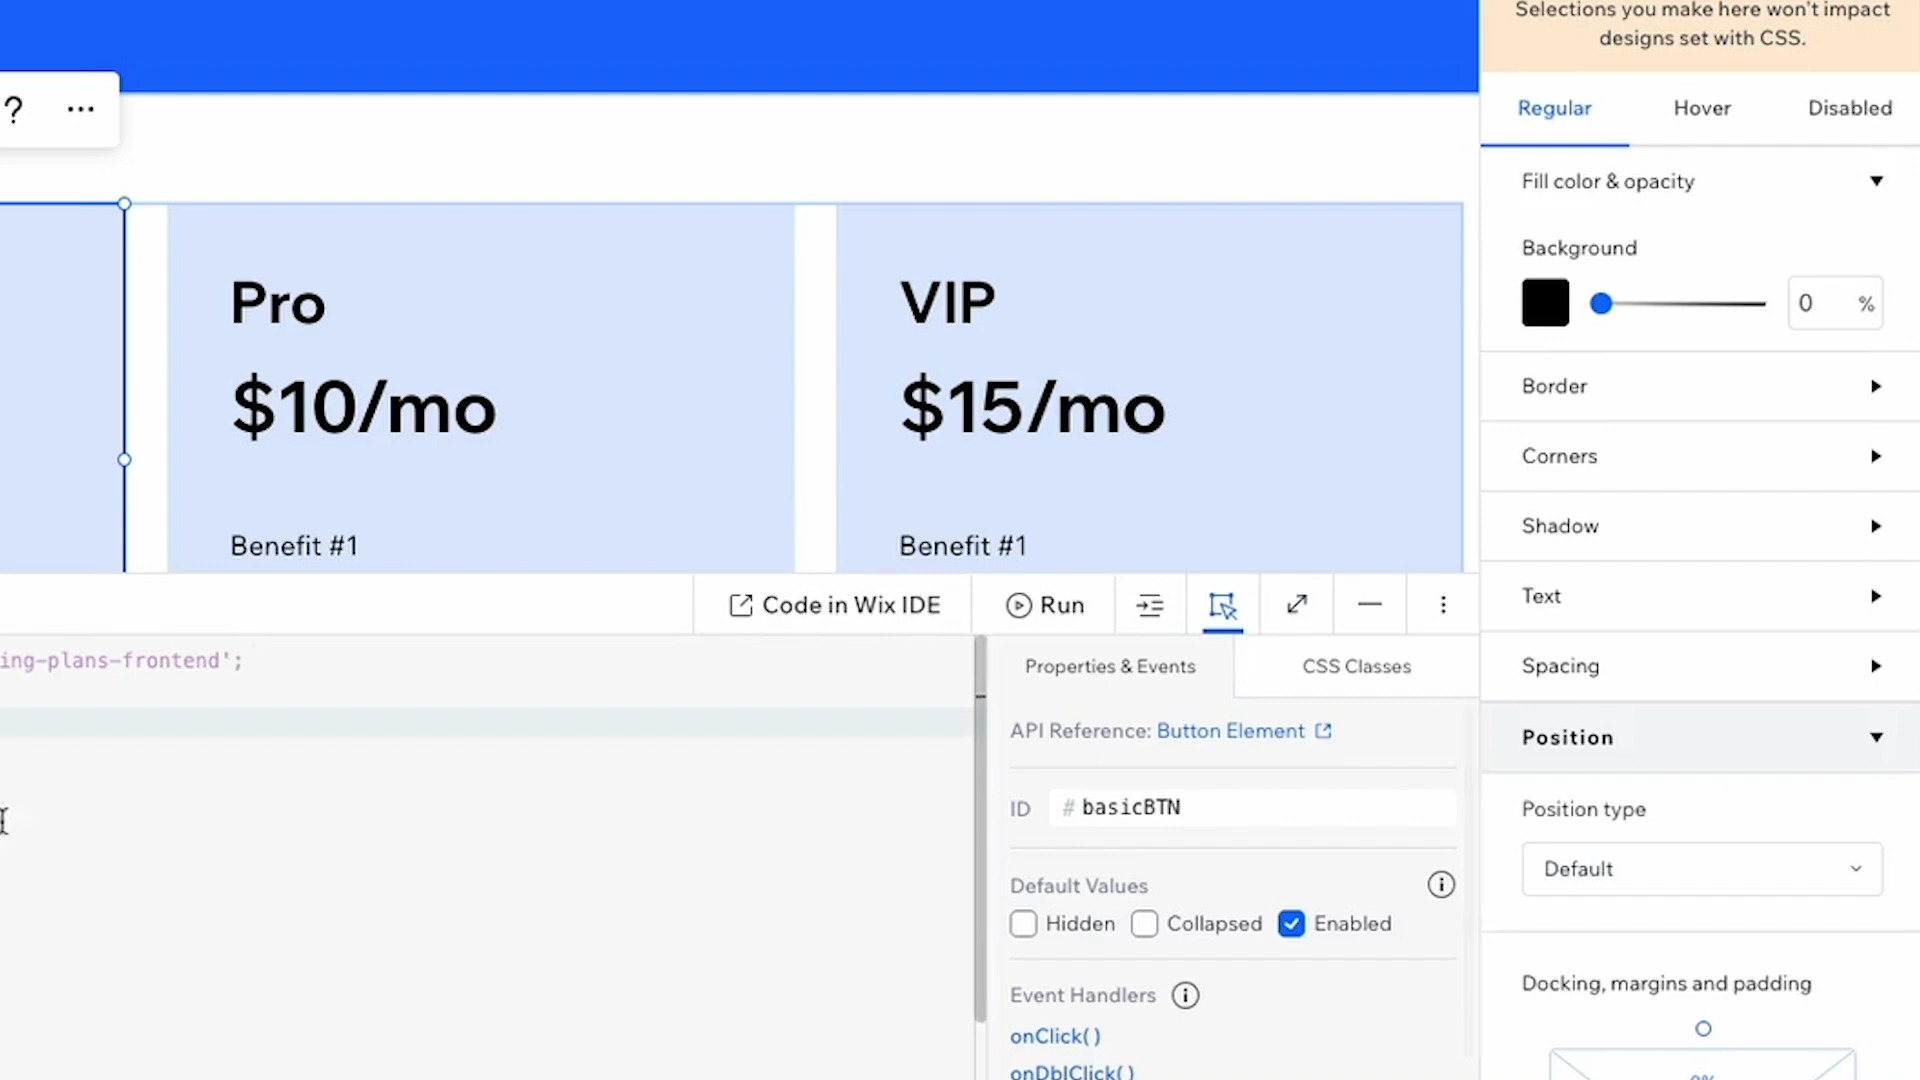 Selections you make here won't impact
designs set with CSS.
? ...
Regular Hover Disabled
Fill color & opacity
Background
0 %
Border
Corners
Shadow
Text
Spacing
Position
Position type
Default
Docking, margins and padding
Pro
$10/mo
Benefit #1
VIP
$15/mo
Benefit #1
Code in Wix IDE Run
ing-plans-frontend';
Properties & Events CSS Classes
API Reference: Button Element
ID # basicBTN
Default Values
Hidden Collapsed Enabled
Event Handlers
onClick( )
onDblClick( )